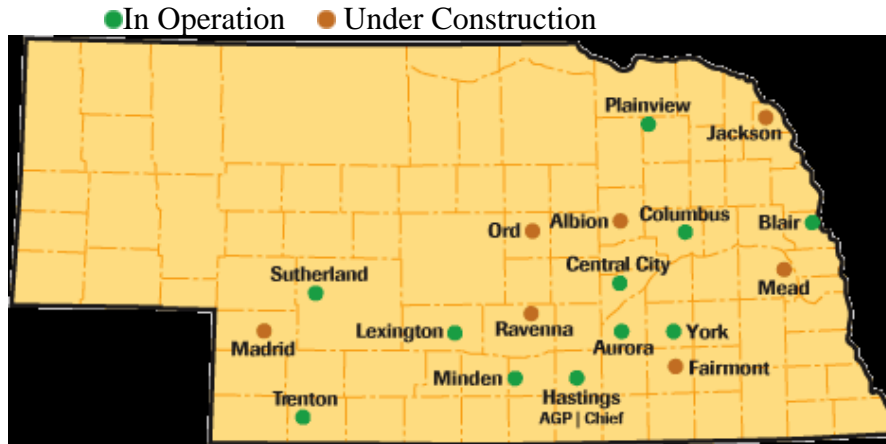 In Operation Under Construction
Plainview
Jackson
Albion
Columbus
Blair
Ord
Central City
Sutherland
Mead
Madrid
Lexington
Ravenna
Aurora
York
Fairmont
Minden
Hastings
AGP | Chief
Trenton